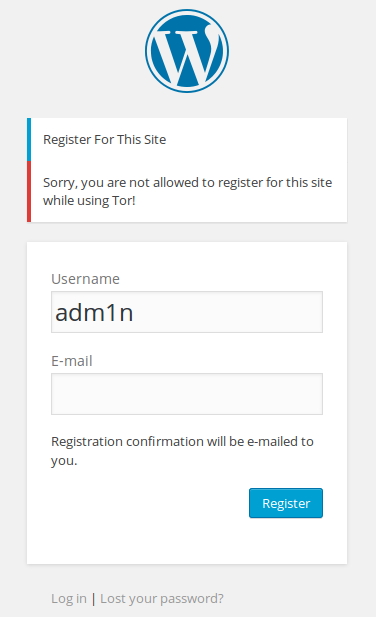 Register For This Site
Sorry, you are not allowed to register for this site
while using Tor!
Username
adm1n
E-mail
Registration confirmation will be e-mailed to
you.
Register
Log in | Lost your password?